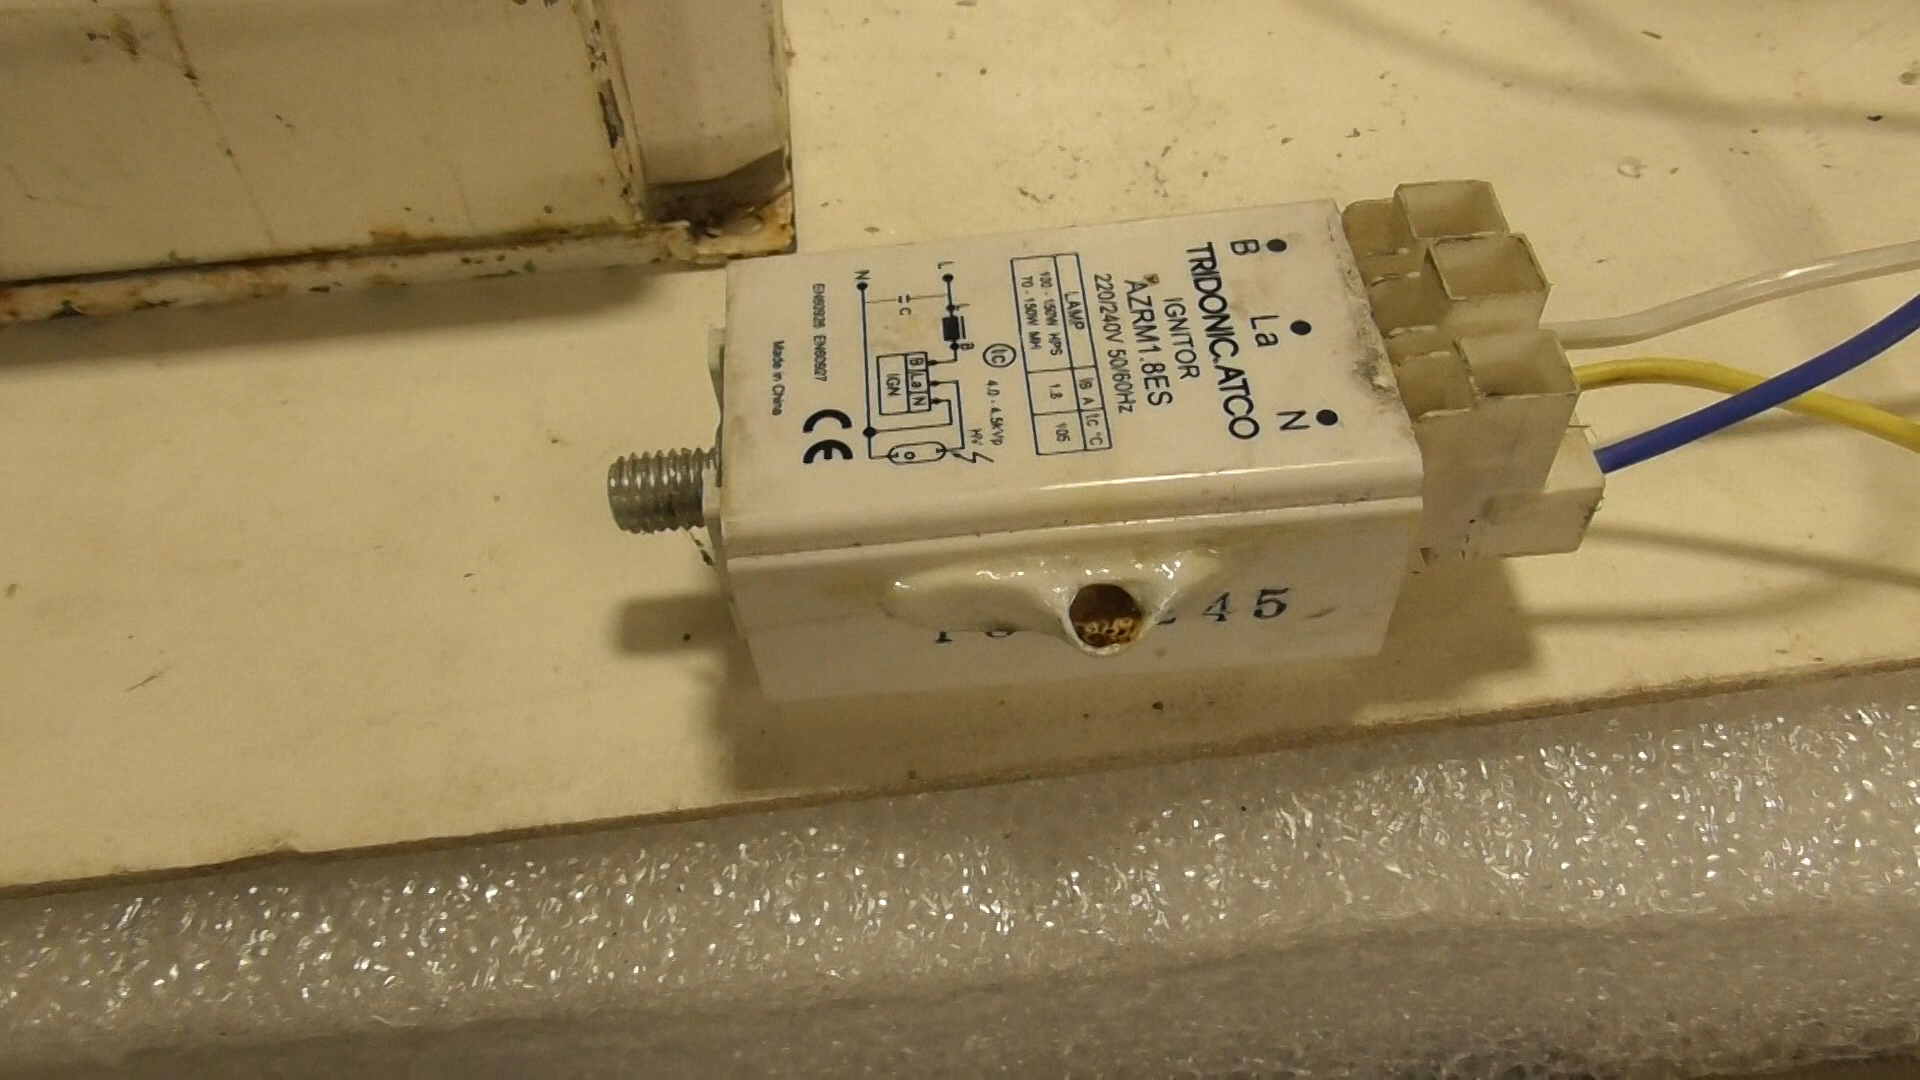 B La N
TRIDONIC.ATCO
IGNITOR
AZRM1.8ES
220/240V 50/60Hz
LAMP IB A t.c °C
100 - 150W HPS 1.8 105
70 - 150W MH
tc 4.0 - 4.5kVp
HV
L B
B La N
IGN
C
N
EN60926 EN60927
Made in China
CE
45